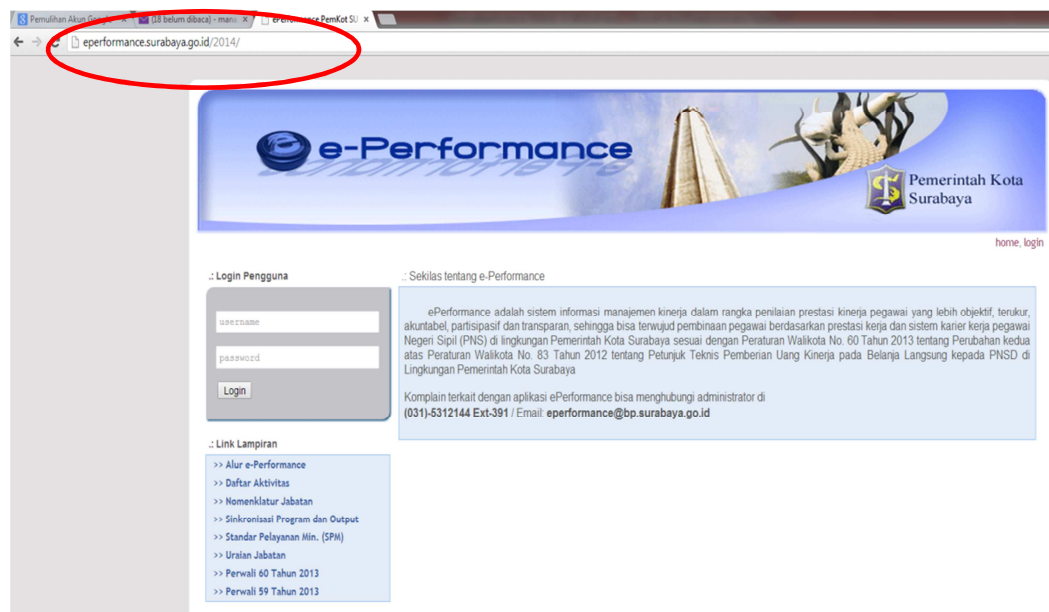 Pemulihan Akun Google
(18 belum dibaca) - mana
ePerformance PemKot SU
eperformance.surabaya.go.id/2014/
e-Performance
Pemerintah Kota
Surabaya
home, login
.: Login Pengguna
username
password
Login
.: Sekilas tentang e-Performance
ePerformance adalah sistem informasi manajemen kinerja dalam rangka penilaian prestasi kinerja pegawai yang lebih objektif, terukur,
akuntabel, partisipasif dan transparan, sehingga bisa terwujud pembinaan pegawai berdasarkan prestasi kerja dan sistem karier kerja pegawai
Negeri Sipil (PNS) di lingkungan Pemerintah Kota Surabaya sesuai dengan Peraturan Walikota No. 60 Tahun 2013 tentang Perubahan kedua
atas Peraturan Walikota No. 83 Tahun 2012 tentang Petunjuk Teknis Pemberian Uang Kinerja pada Belanja Langsung kepada PNSD di
Lingkungan Pemerintah Kota Surabaya
Komplain terkait dengan aplikasi ePerformance bisa menghubungi administrator di
(031)-5312144 Ext-391 / Email: eperformance@bp.surabaya.go.id
.: Link Lampiran
>> Alur e-Performance
>> Daftar Aktivitas
>> Nomenklatur Jabatan
>> Sinkronisasi Program dan Output
>> Standar Pelayanan Min. (SPM)
>> Uraian Jabatan
>> Perwali 60 Tahun 2013
>> Perwali 59 Tahun 2013